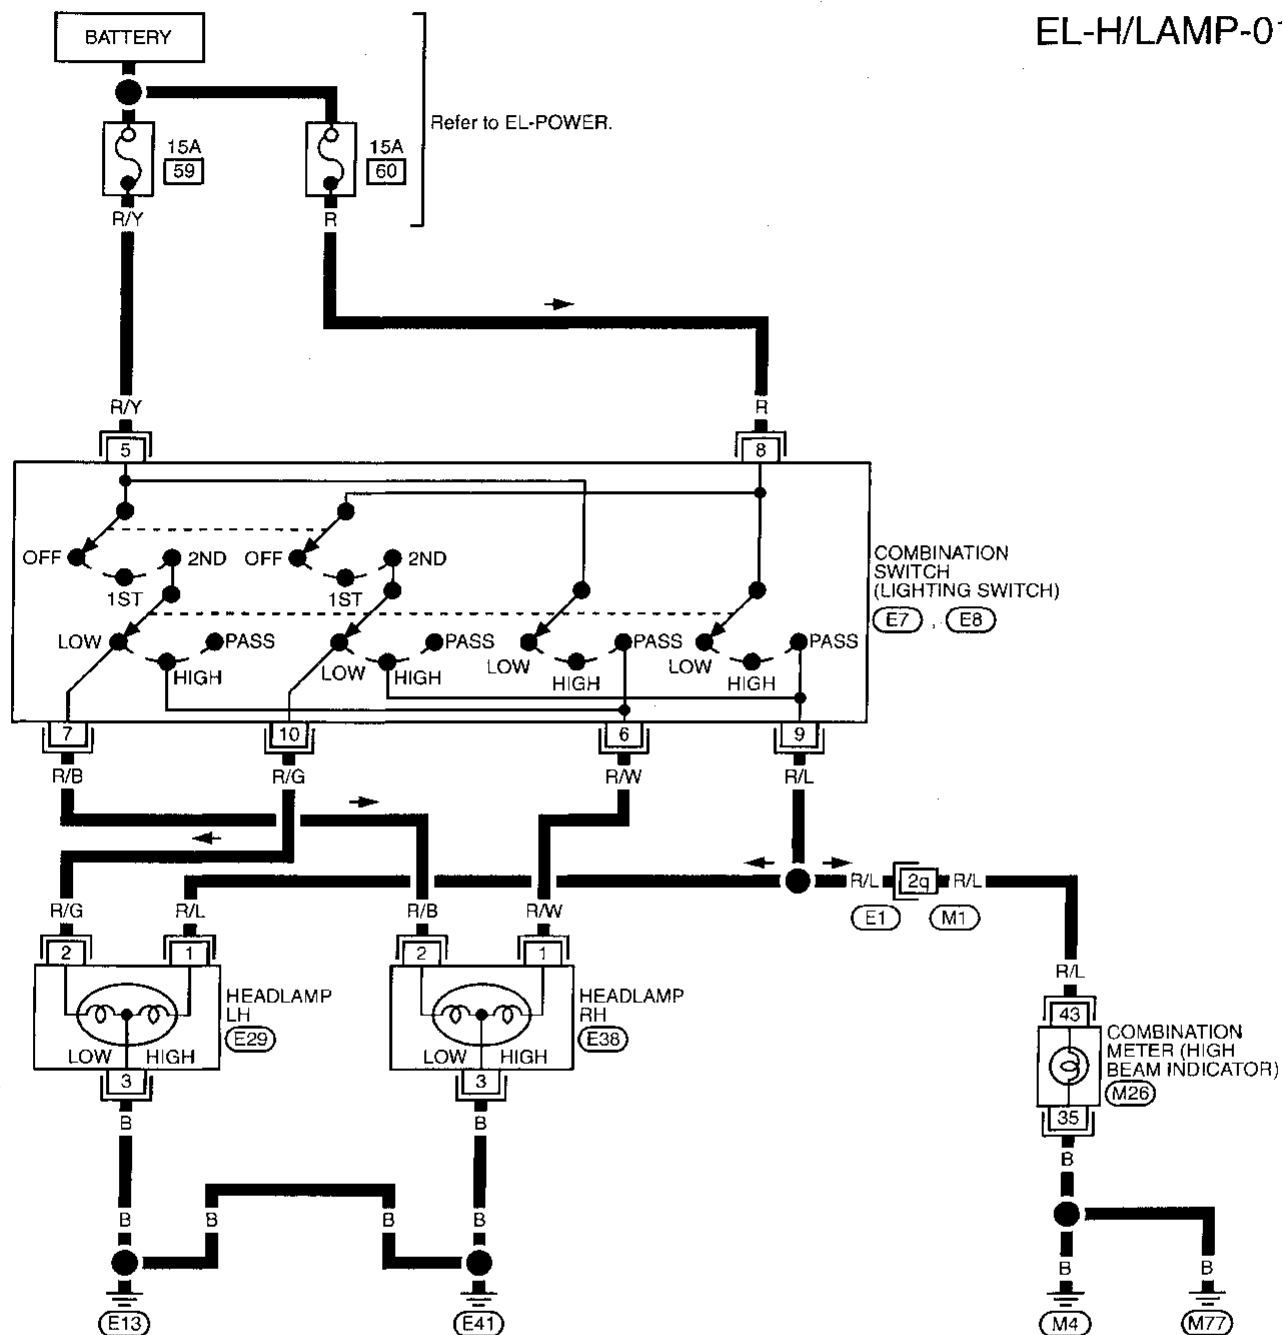 EL-H/LAMP-01
BATTERY
Refer to EL-POWER.
15A
59
15A
60
R/Y
R
R/Y
R
5
8
OFF
2ND
OFF
2ND
1ST
1ST
COMBINATION
SWITCH
(LIGHTING SWITCH)
E7 , E8
LOW
PASS
HIGH
LOW
PASS
HIGH
LOW
PASS
HIGH
LOW
PASS
HIGH
7
10
6
9
R/B
R/G
R/W
R/L
R/L
2q
R/L
E1
M1
R/G
R/L
R/B
R/W
2
1
2
1
HEADLAMP
LH
E29
LOW
HIGH
HEADLAMP
RH
E38
LOW
HIGH
R/L
43
COMBINATION
METER (HIGH
BEAM INDICATOR)
M26
35
3
3
B
B
B
B
B
B
B
B
B
E13
E41
M4
M77